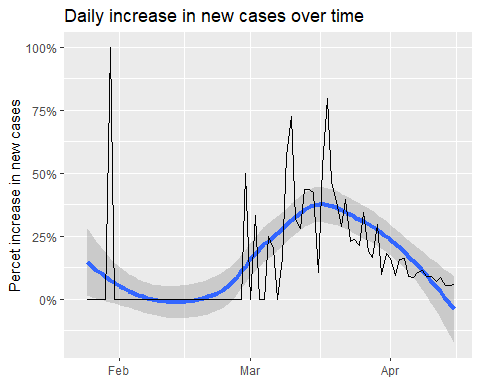 Daily increase in new cases over time
Percet increase in new cases
100%
75%
50%
25%
0%
Feb
Mar
Apr